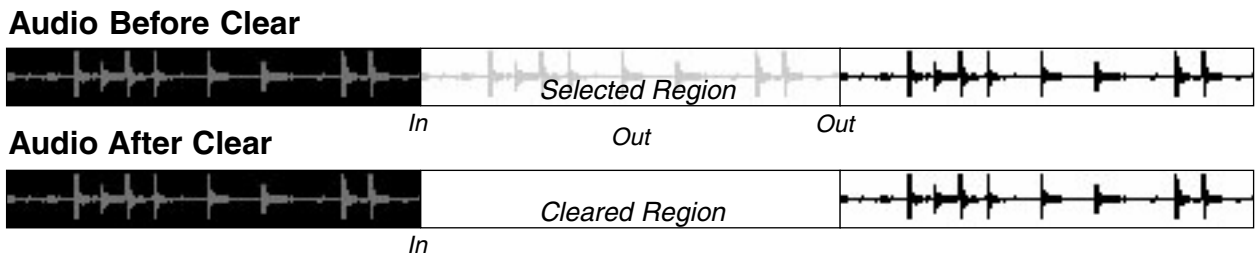 Audio Before Clear
Selected Region
In
Out
Out
Audio After Clear
Cleared Region
In